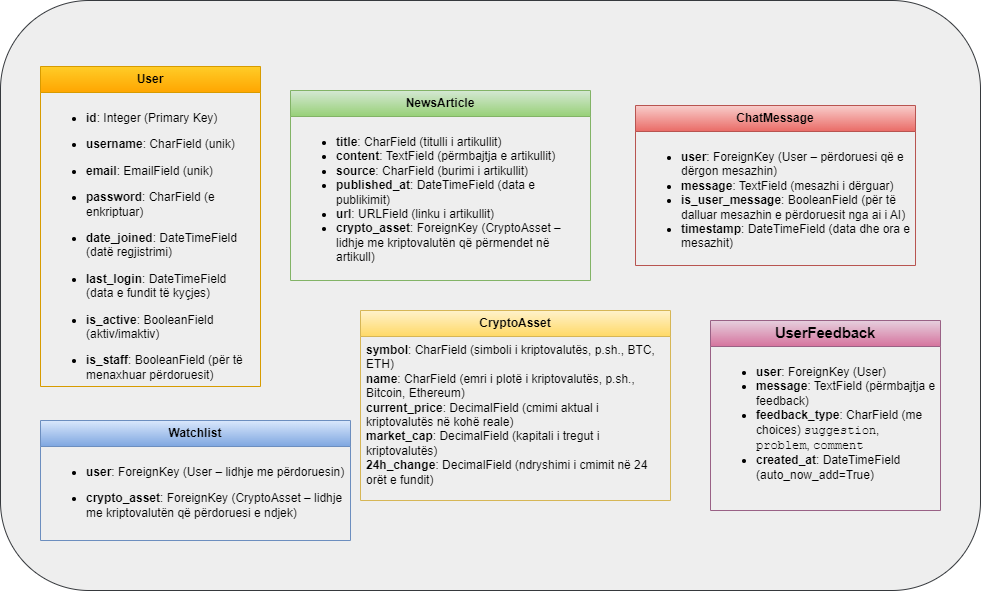 User
id: Integer (Primary Key)
username: CharField (unik)
email: EmailField (unik)
password: CharField (e
enkriptuar)
date_joined: DateTimeField
(datë regjistrimi)
last_login: DateTimeField
(data e fundit të kyçjes)
is_active: BooleanField
(aktiv/imaktiv)
is_staff: BooleanField (për të
menaxhuar përdoruesit)
NewsArticle
title: CharField (titulli i artikullit)
content: TextField (përmbajtja e artikullit)
source: CharField (burimi i artikullit)
published_at: DateTimeField (data e
publikimit)
url: URLField (linku i artikullit)
crypto_asset: ForeignKey (CryptoAsset –
lidhje me kriptovalutën që përmendet në
artikull)
ChatMessage
user: ForeignKey (User – përdoruesi që e
dërgon mesazhin)
message: TextField (mesazhi i dërguar)
is_user_message: BooleanField (për të
dalluar mesazhin e përdoruesit nga ai i AI)
timestamp: DateTimeField (data dhe ora e
mesazhit)
CryptoAsset
symbol: CharField (simboli i kriptovalutës, p.sh., BTC,
ETH)
name: CharField (emri i plotë i kriptovalutës, p.sh.,
Bitcoin, Ethereum)
current_price: DecimalField (cmimi aktual i
kriptovalutës në kohë reale)
market_cap: DecimalField (kapitali i tregut i
kriptovalutës)
24h_change: DecimalField (ndryshimi i cmimit në 24
orët e fundit)
UserFeedback
user: ForeignKey (User)
message: TextField (përmbajtja e
feedback)
feedback_type: CharField (me
choices) suggestion,
problem, comment
created_at: DateTimeField
(auto_now_add=True)
Watchlist
user: ForeignKey (User – lidhje me përdoruesin)
crypto_asset: ForeignKey (CryptoAsset – lidhje
me kriptovalutën që përdoruesi e ndjek)